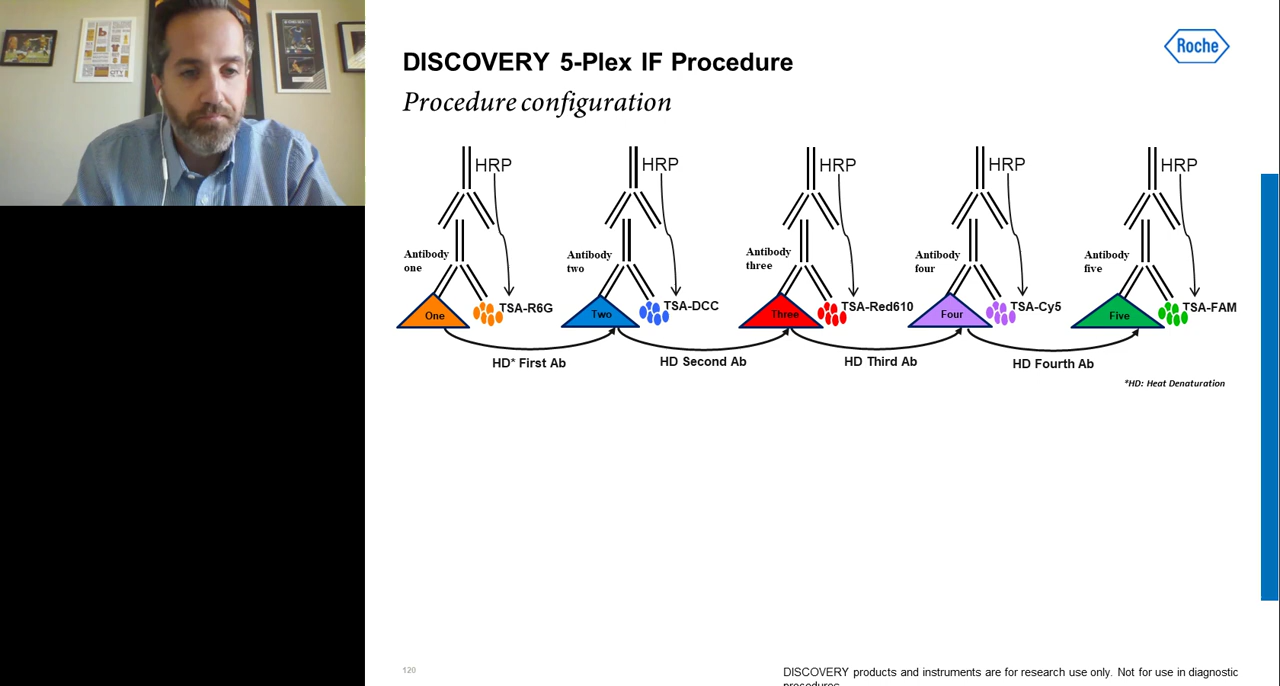 Roche
DISCOVERY 5-Plex IF Procedure
Procedure configuration
HRP
HRP
HRP
HRP
HRP
Antibody
one
Antibody
two
Antibody
three
Antibody
four
Antibody
five
One
TSA-R6G
Two
TSA-DCC
Three
TSA-Red610
Four
TSA-Cy5
Five
TSA-FAM
HD* First Ab
HD Second Ab
HD Third Ab
HD Fourth Ab
*HD: Heat Denaturation
120
DISCOVERY products and instruments are for research use only. Not for use in diagnostic
procedures